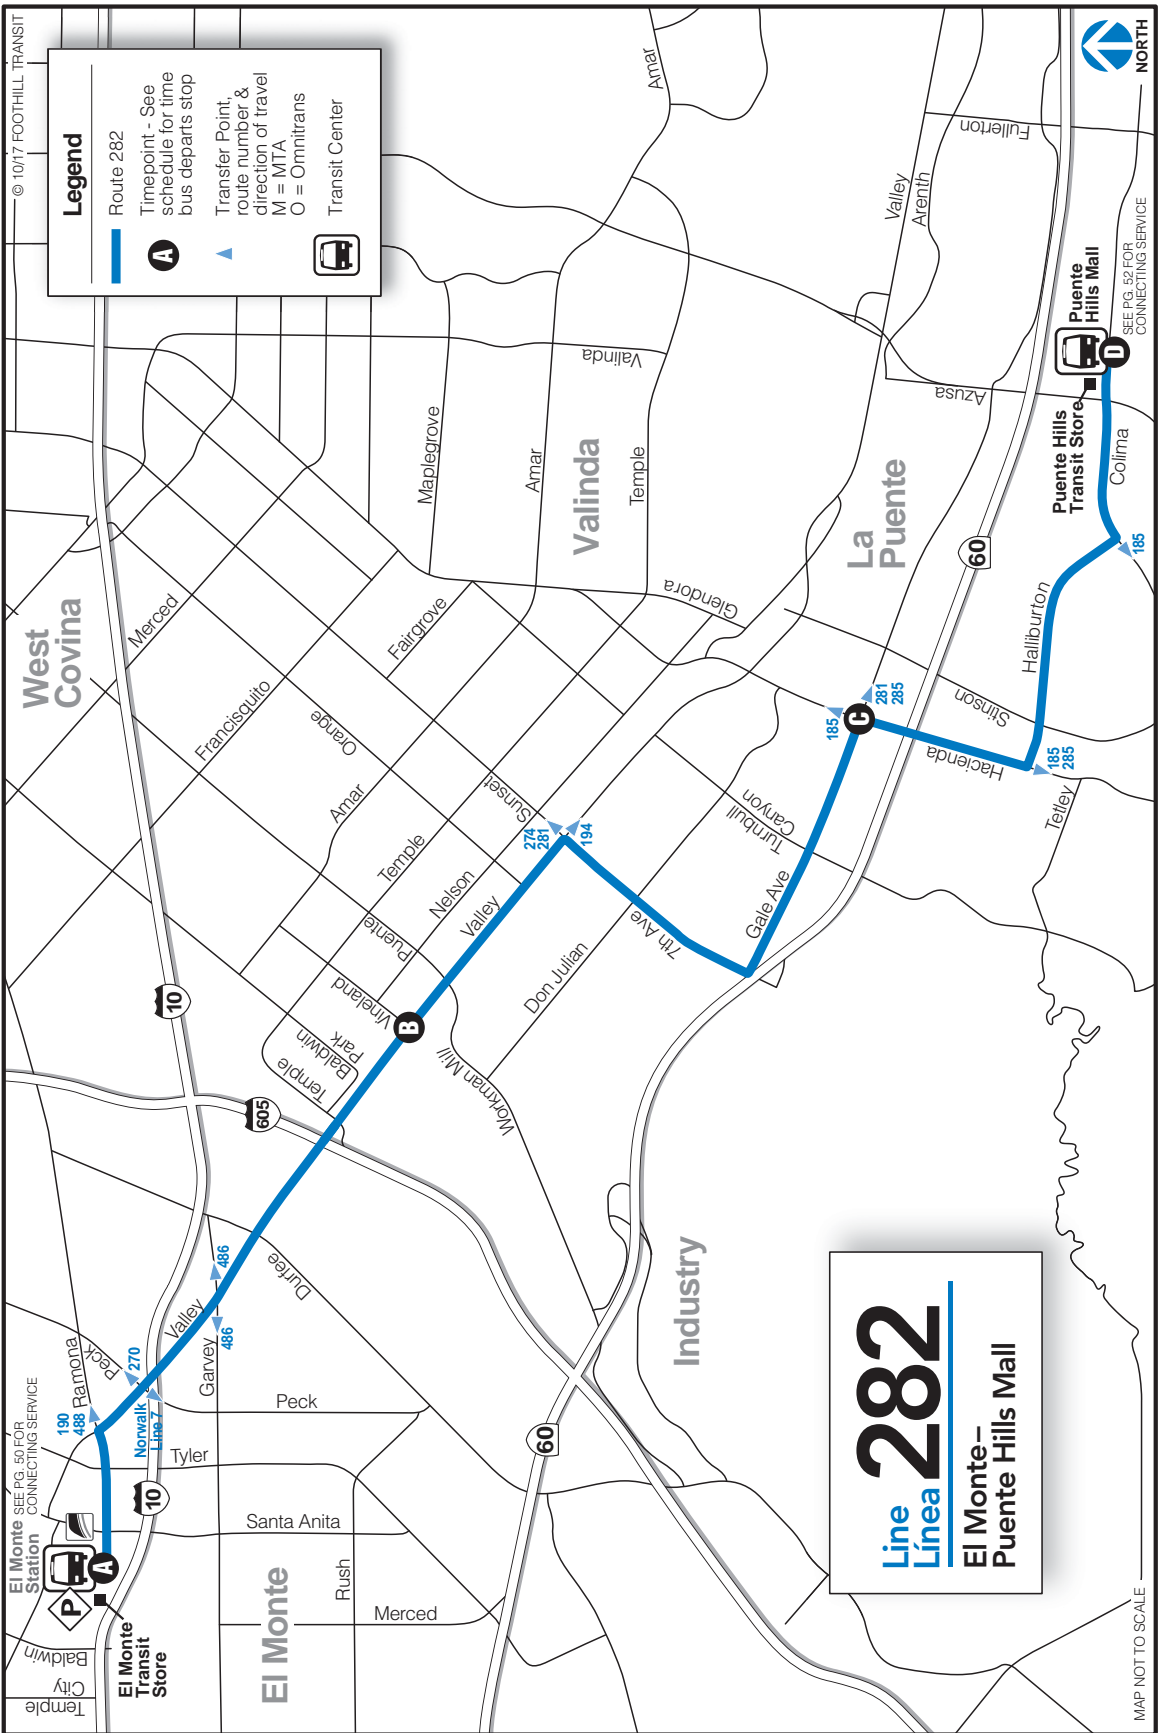 © 10/17 FOOTHILL TRANSIT
Legend
Route 282
A
Timepoint - See
schedule for time
bus departs stop
Transfer Point,
route number &
direction of travel
M = MTA
O = Omnitrans
Transit Center
NORTH
El Monte
Station
SEE PG. 50 FOR
CONNECTING SERVICE
P
A
El Monte
Transit
Store
Baldwin
Temple
City
10
Santa Anita
Tyler
Rush
Merced
El Monte
190
488
Ramona
Peck
270
Norwalk
Line 7
Valley
Garvey
486
486
Peck
Durfee
605
10
60
Industry
Temple
Baldwin
Park
Vineland
B
Puente
Workman Mill
Nelson
Valley
Temple
Amar
Don Julian
7th Ave
Gale Ave
Turnbull
Canyon
274
281
194
Sunset
Orange
Francisquito
Merced
Fairgrove
West
Covina
Maplegrove
Amar
Valinda
Temple
Valinda
Glendora
Amar
Valley
Arenth
Fullerton
Azusa
La
Puente
60
185
C
281
285
Stinson
Hacienda
185
285
Tetley
Halliburton
185
Colima
Puente Hills
Transit Store
Puente
Hills Mall
D
SEE PG. 52 FOR
CONNECTING SERVICE
Line
Línea
282
El Monte–
Puente Hills Mall
MAP NOT TO SCALE